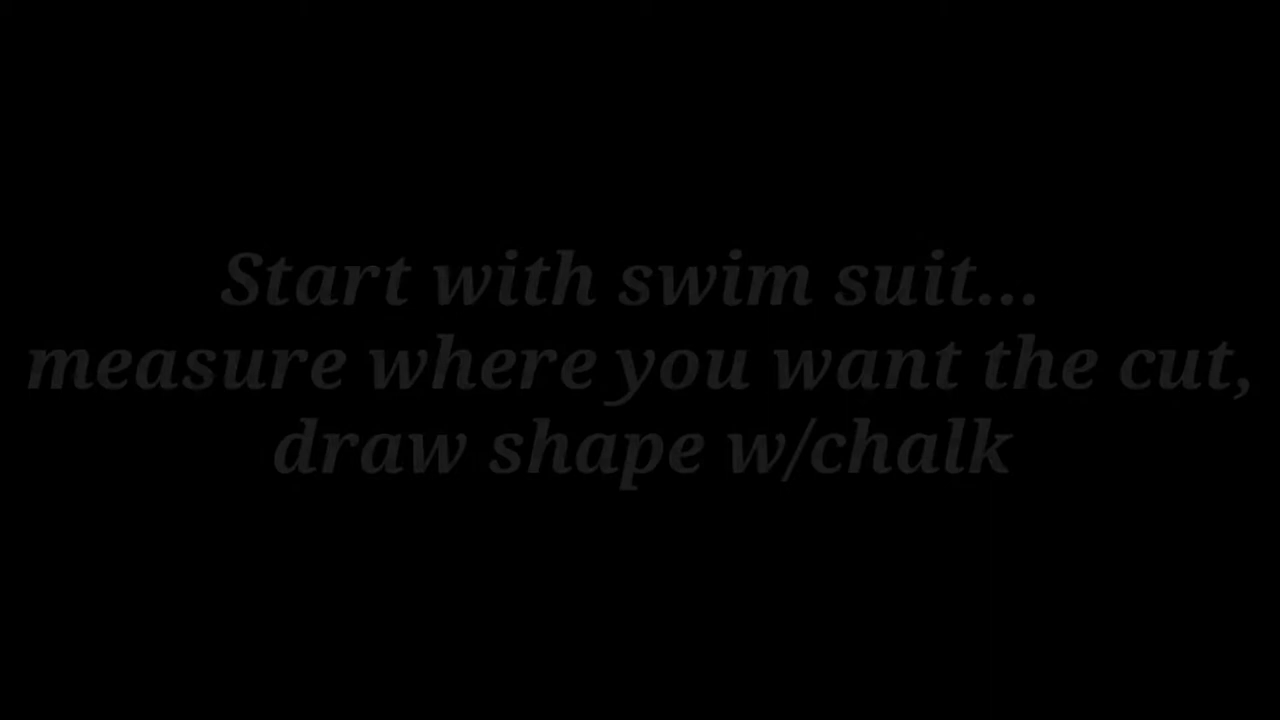 Start with swim suit...
measure where you want the cut,
draw shape w/chalk